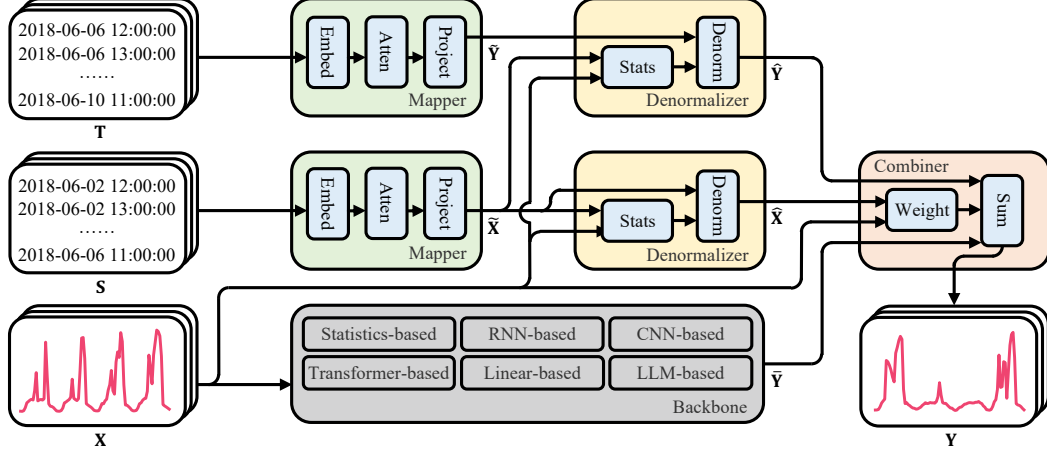 2018-06-06 12:00:00
2018-06-06 13:00:00
......
2018-06-10 11:00:00
T
Embed
Atten
Project
Mapper
Ỹ
Stats
Denorm
Denormalizer
Ŷ
2018-06-02 12:00:00
2018-06-02 13:00:00
......
2018-06-06 11:00:00
S
Embed
Atten
Project
Mapper
X̃
Stats
Denorm
Denormalizer
X̂
Combiner
Weight
Sum
X
Statistics-based
RNN-based
CNN-based
Transformer-based
Linear-based
LLM-based
Backbone
Ȳ
Y